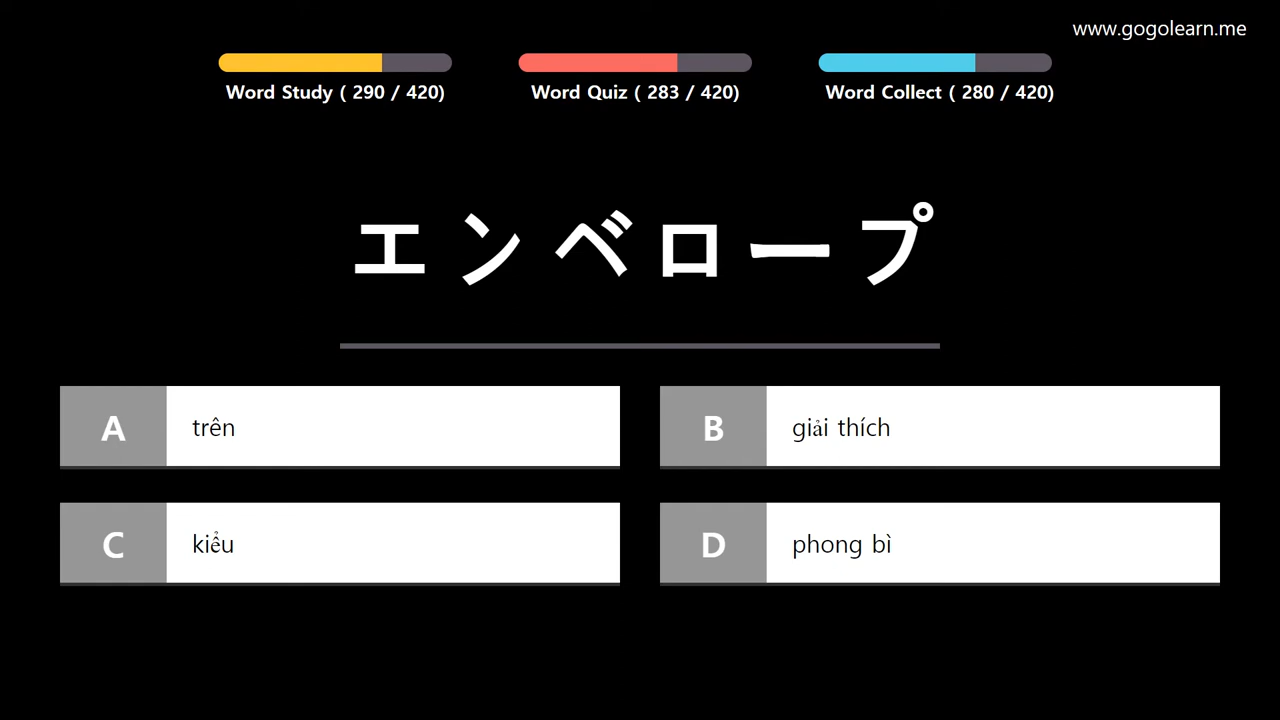 www.gogolearn.me
Word Study ( 290 / 420)
Word Quiz ( 283 / 420)
Word Collect ( 280 / 420)
エンベロープ
A
trên
B
giải thích
C
kiểu
D
phong bì